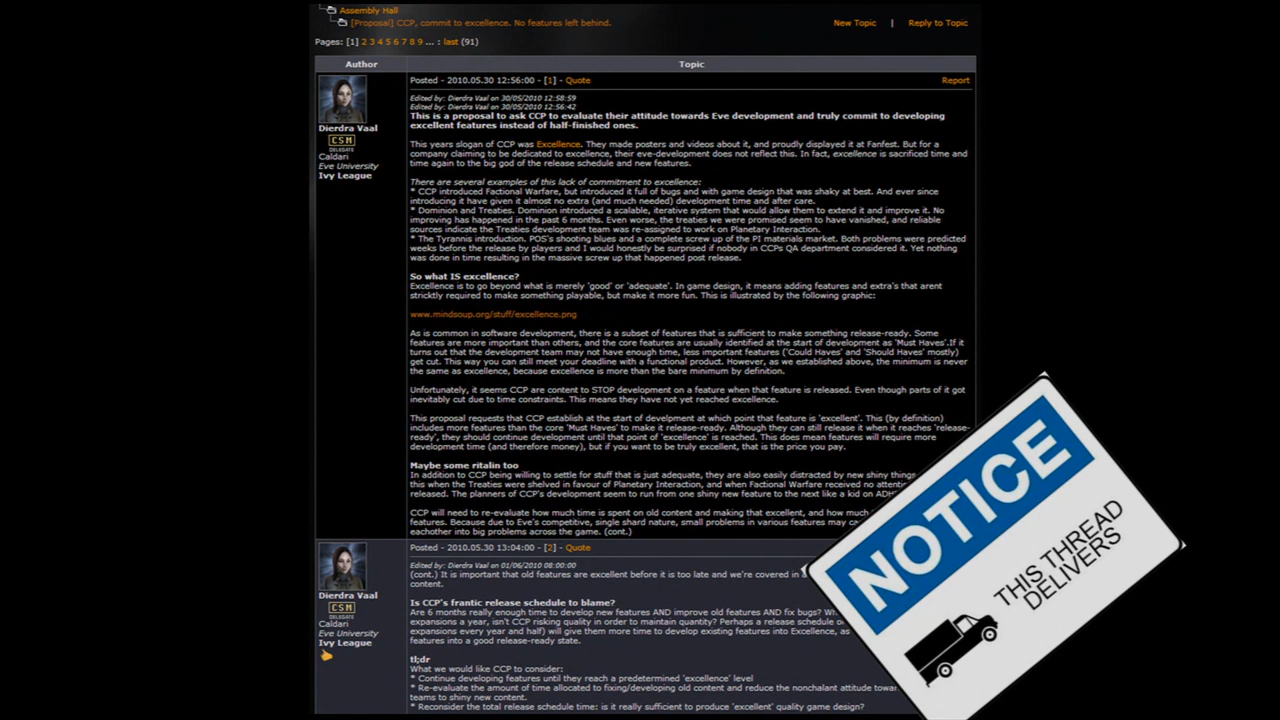 Assembly Hall
[Proposal] CCP, commit to excellence. No features left behind.
New Topic | Reply to Topic
Pages: [1] 2 3 4 5 6 7 8 9 ... : last (91)
Author
Topic
Dierdra Vaal
CSM
DELEGATE
Caldari
Eve University
Ivy League
Posted - 2010.05.30 12:56:00 - [1] - Quote
Report
Edited by: Dierdra Vaal on 30/05/2010 12:58:59
Edited by: Dierdra Vaal on 30/05/2010 12:56:42
This is a proposal to ask CCP to evaluate their attitude towards Eve development and truly commit to developing
excellent features instead of half-finished ones.
This years slogan of CCP was Excellence. They made posters and videos about it, and proudly displayed it at Fanfest. But for a
company claiming to be dedicated to excellence, their eve-development does not reflect this. In fact, excellence is sacrificed time and
time again to the big god of the release schedule and new features.
There are several examples of this lack of commitment to excellence:
* CCP introduced Factional Warfare, but introduced it full of bugs and with game design that was shaky at best. And ever since
introducing it have given it almost no extra (and much needed) development time and after care.
* Dominion and Treaties. Dominion introduced a scalable, iterative system that would allow them to extend it and improve it. No
improving has happened in the past 6 months. Even worse, the treaties we were promised seem to have vanished, and reliable
sources indicate the Treaties development team was re-assigned to work on Planetary Interaction.
* The Tyrannis introduction. POS's shooting blues and a complete screw up of the PI materials market. Both problems were predicted
weeks before the release by players and I would honestly be surprised if nobody in CCPs QA department considered it. Yet nothing
was done in time resulting in the massive screw up that happened post release.
So what IS excellence?
Excellence is to go beyond what is merely 'good' or 'adequate'. In game design, it means adding features and extra's that arent
strickly required to make something playable, but make it more fun. This is illustrated by the following graphic:
www.mindsoup.org/stuff/excellence.png
As is common in software development, there is a subset of features that is sufficient to make something release-ready. Some
features are more important than others, and the core features are usually identified at the start of development as 'Must Haves'.If it
turns out that the development team may not have enough time, less important features ('Could Haves' and 'Should Haves' mostly)
get cut. This way you can still meet your deadline with a functional product. However, as we established above, the minimum is never
the same as excellence, because excellence is more than the bare minimum by definition.
Unfortunately, it seems CCP are content to STOP development on a feature when that feature is released. Even though parts of it got
inevitably cut due to time constraints. This means they have not yet reached excellence.
This proposal requests that CCP establish at the start of develpment at which point that feature is 'excellent'. This (by definition)
includes more features than the core 'Must Haves' to make it release-ready. Although they can still release it when it reaches 'release-
ready', they should continue development until that point of 'excellence' is reached. This does mean features will require more
development time (and therefore money), but if you want to be truly excellent, that is the price you pay.
Maybe some ritalin too
In addition to CCP being willing to settle for stuff that is just adequate, they are also easily distracted by new shiny things
this when the Treaties were shelved in favour of Planetary Interaction, and when Factional Warfare received no
released. The planners of CCP's development seem to run from one shiny new feature to the next like a kid on
CCP will need to re-evaluate how much time is spent on old content and making that excellent, and how much
features. Because due to Eve's competitive, single shard nature, small problems in various features may
eachother into big problems across the game. (cont.)
Dierdra Vaal
CSM
DELEGATE
Caldari
Eve University
Ivy League
Posted - 2010.05.30 13:04:00 - [2] - Quote
Edited by: Dierdra Vaal on 01/06/2010 08:00:00
(cont.) It is important that old features are excellent before it is too late and we're covered in
content.
Is CCP's frantic release schedule to blame?
Are 6 months really enough time to develop new features AND improve old features AND fix bugs?
expansions a year, isn't CCP risking quality in order to maintain quantity? Perhaps a release schedule
expansions every year and half) will give them more time to develop existing features into Excellence, as
features into a good release-ready state.
tl;dr
What we would like CCP to consider:
* Continue developing features until they reach a predetermined 'excellence' level
* Re-evaluate the amount of time allocated to fixing/developing old content and reduce the nonchalant attitude
teams to shiny new content.
* Reconsider the total release schedule time: is it really sufficient to produce 'excellent' quality game design?
NOTICE
THIS THREAD
DELIVERS